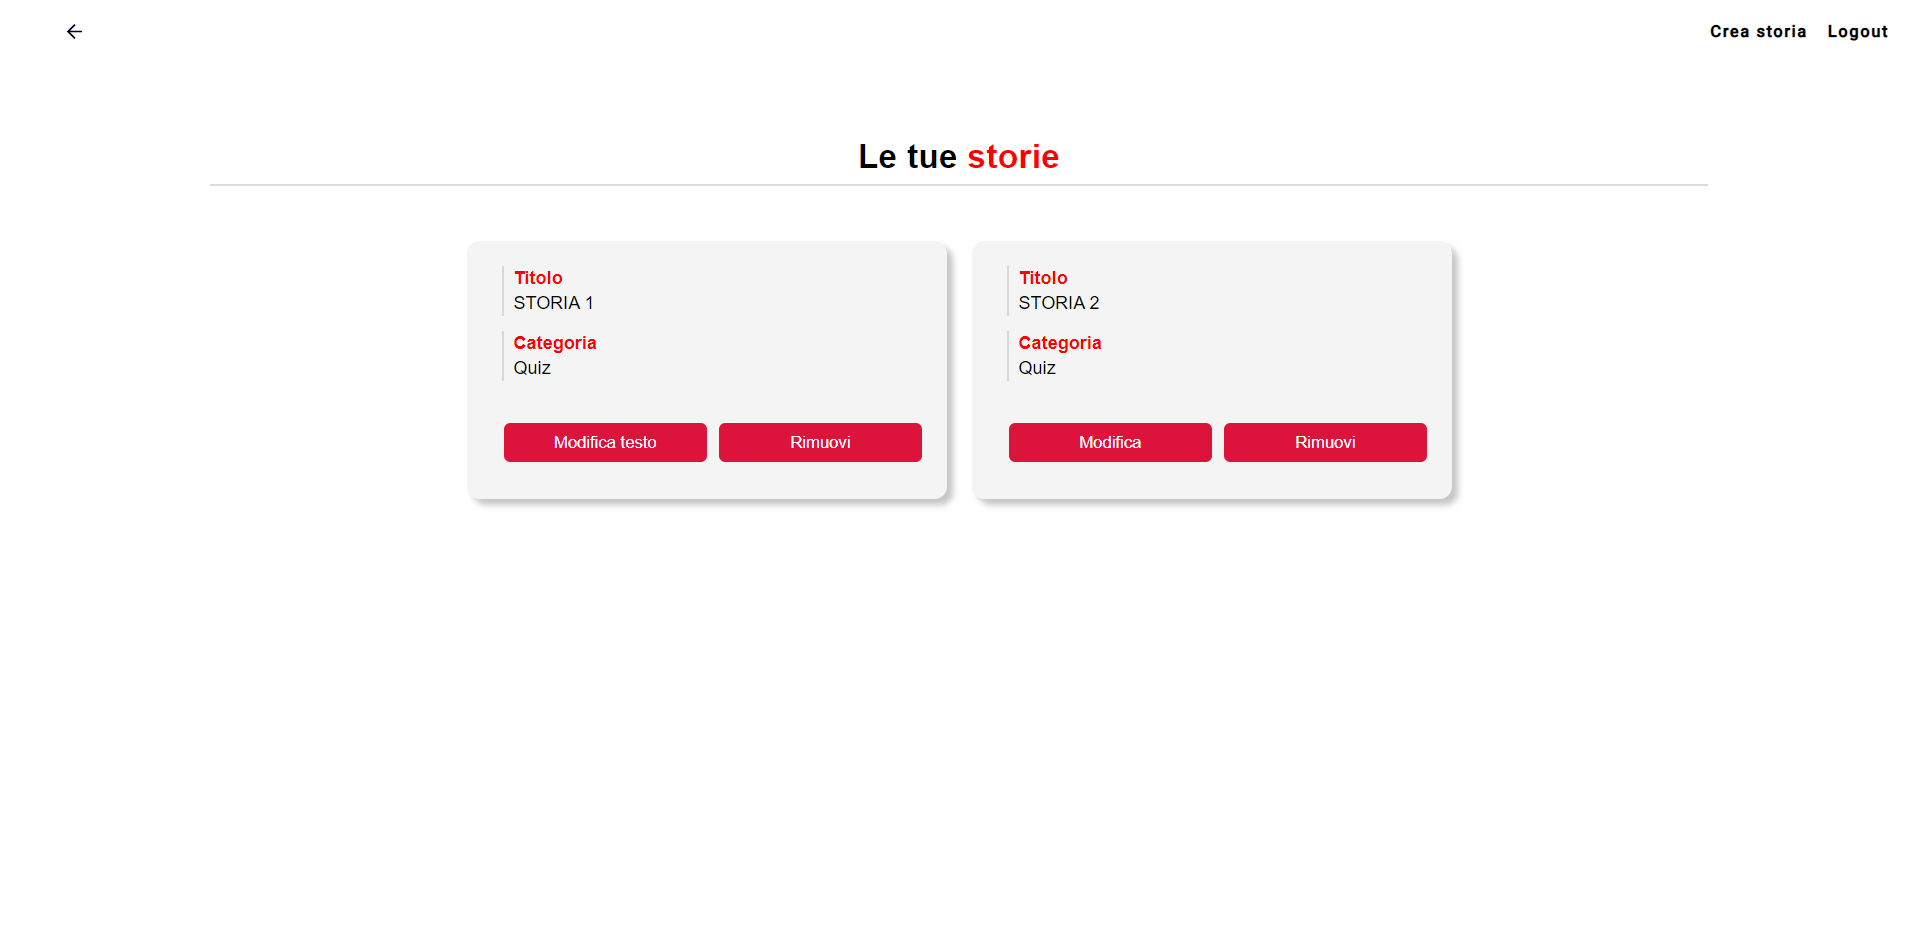 Crea storia Logout
Le tue storie
Titolo
STORIA 1
Categoria
Quiz
Modifica testo Rimuovi
Titolo
STORIA 2
Categoria
Quiz
Modifica Rimuovi